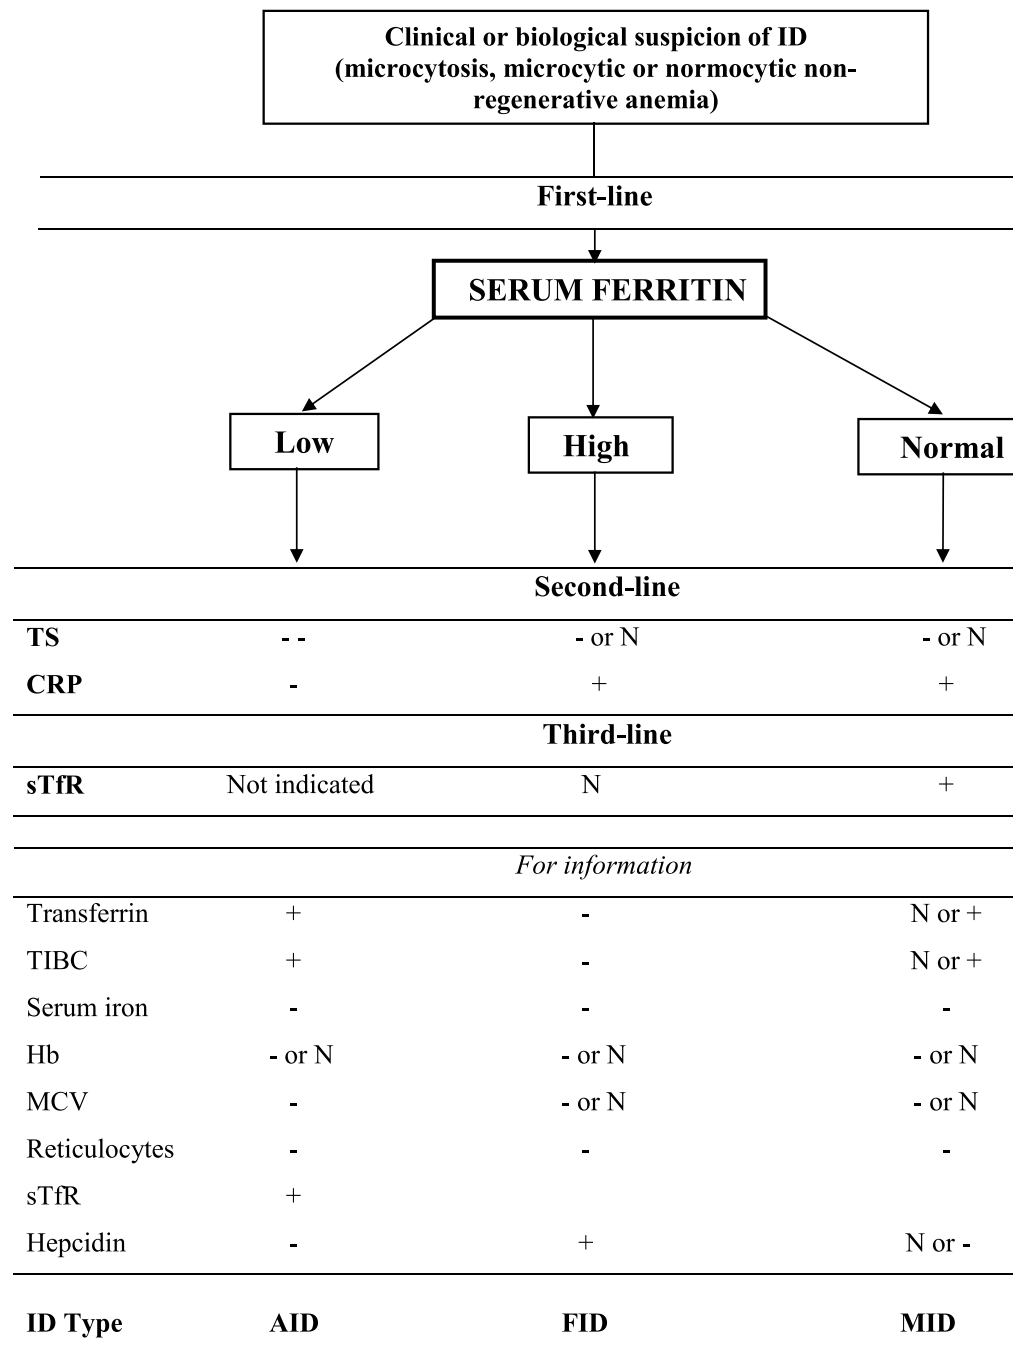 Clinical or biological suspicion of ID
(microcytosis, microcytic or normocytic non-
regenerative anemia)
First-line
SERUM FERRITIN
Low High Normal
Second-line
TS - - - or N - or N
CRP - + +
Third-line
sTfR Not indicated N +
For information
Transferrin + - N or +
TIBC + - N or +
Serum iron - - -
Hb - or N - or N - or N
MCV - - or N - or N
Reticulocytes - - -
sTfR +
Hepcidin - + N or -
ID Type AID FID MID